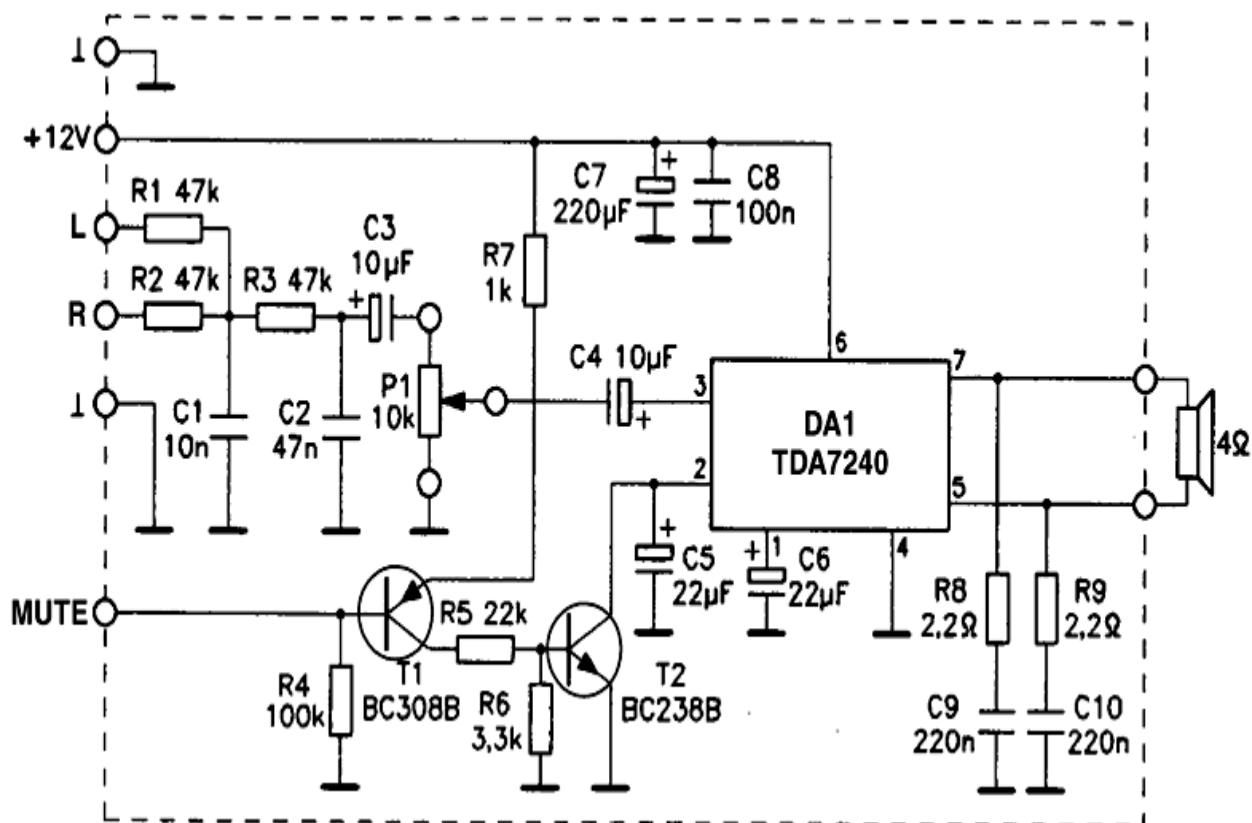 ⊥
+12V
R1 47k
L
R2 47k
R3 47k
R
C3
10µF
⊥
C1
10n
C2
47n
P1
10k
R7
1k
C7
220µF
+
C8
100n
+
C4 10µF
+
3
6
7
2
5
1
4
DA1
TDA7240
4Ω
MUTE
R4
100k
T1
BC308B
R5 22k
R6
3,3k
T2
BC238B
+
C5
22µF
+
C6
22µF
R8
2,2Ω
R9
2,2Ω
C9
220n
C10
220n